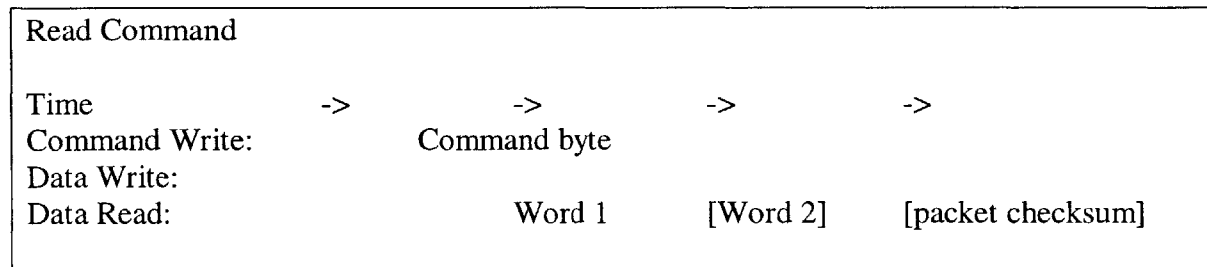 Read Command
Time -> -> -> ->
Command Write: Command byte
Data Write:
Data Read: Word 1 [Word 2] [packet checksum]